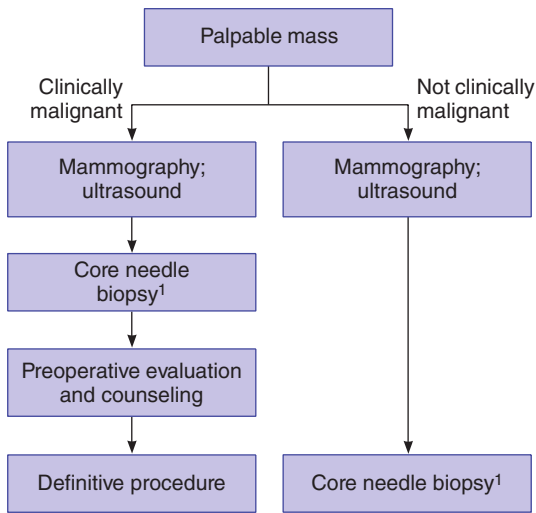 Palpable mass
Clinically
malignant
Not clinically
malignant
Mammography;
ultrasound
Mammography;
ultrasound
Core needle
biopsy¹
Preoperative evaluation
and counseling
Definitive procedure
Core needle biopsy¹